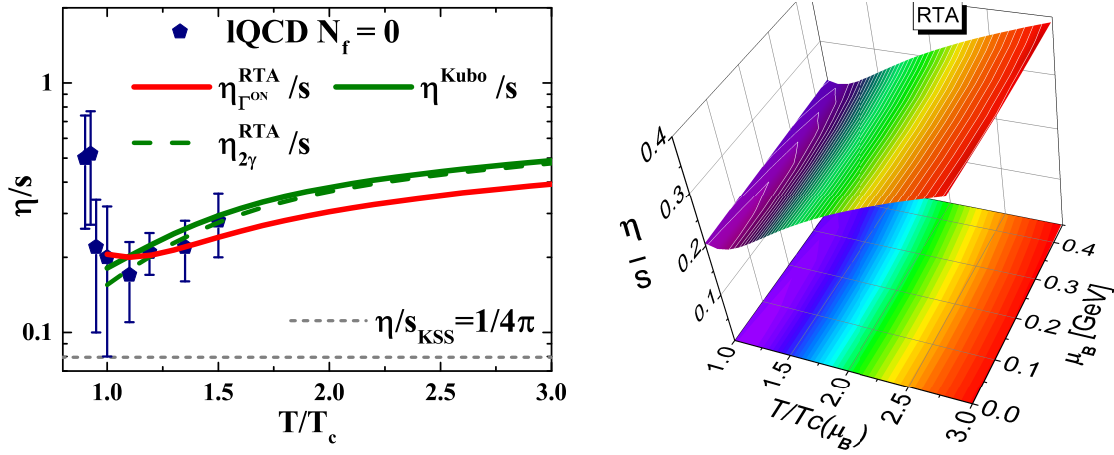 lQCD N_f = 0
η^RTA_Γ^ON /s
η^Kubo /s
η^RTA_2γ /s
η/s_KSS=1/4π
η/s
1
0.1
1.0 1.5 2.0 2.5 3.0
T/T_c
RTA
η/s
0.4
0.3
0.2
0.1
1.0 1.5 2.0 2.5 3.0
T/Tc(μ_B)
0.4
0.3
0.2
0.1
0.0
μ_B [GeV]